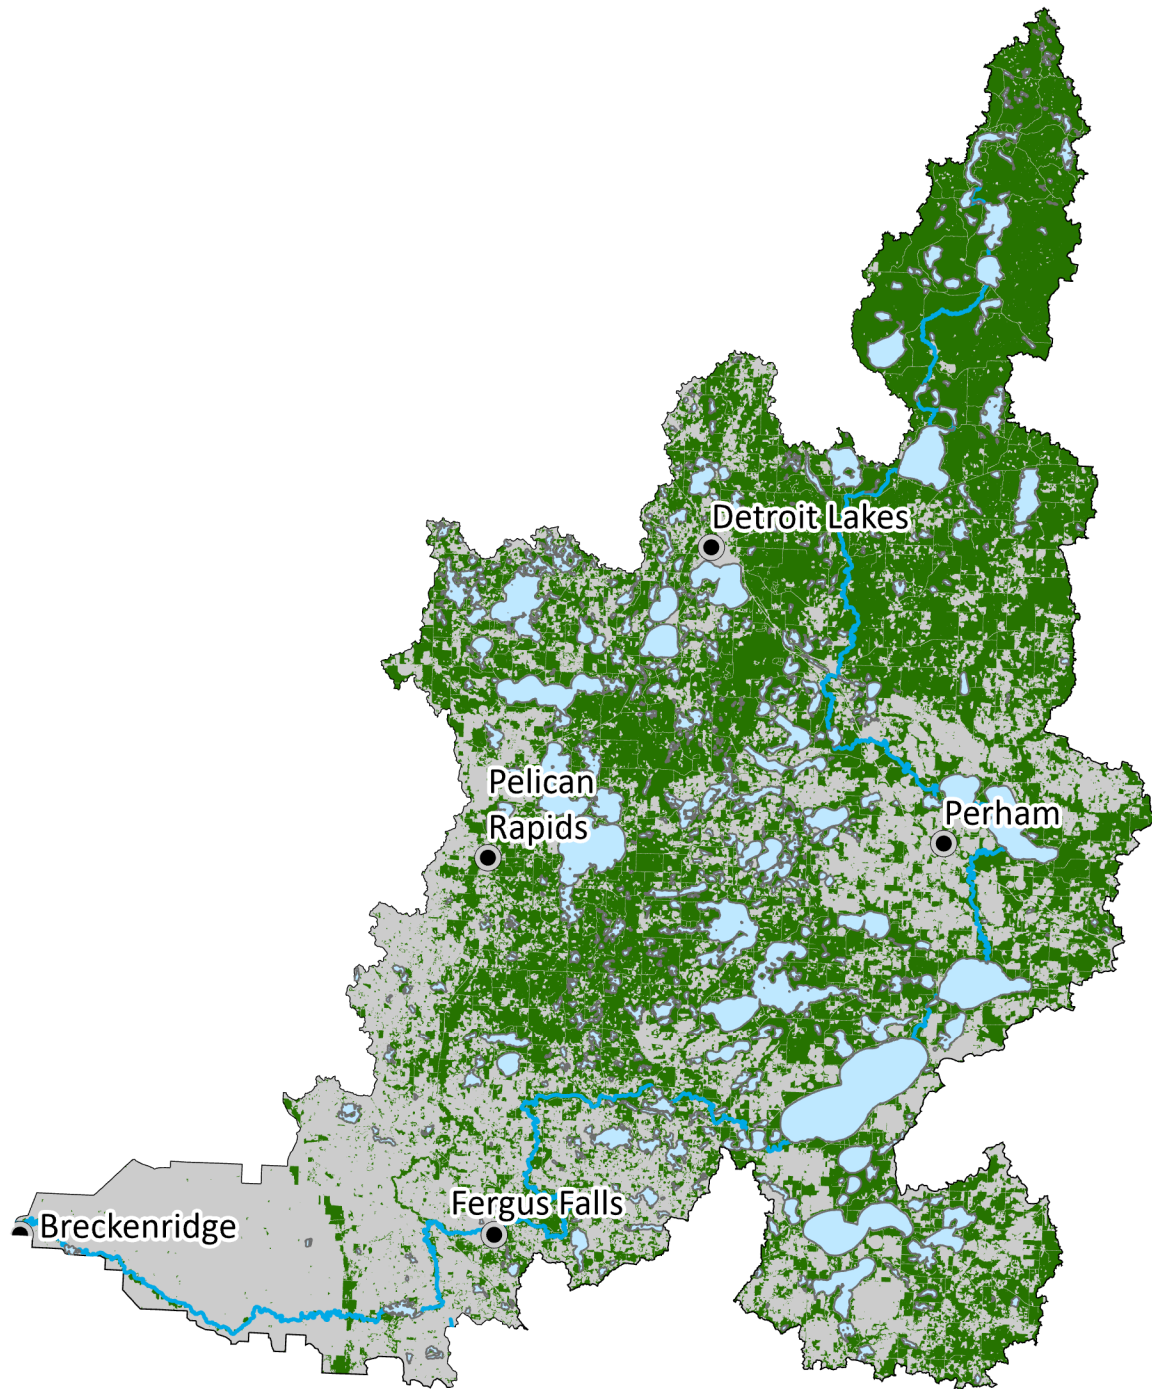 Detroit Lakes
Pelican
Rapids
Perham
Fergus Falls
Breckenridge